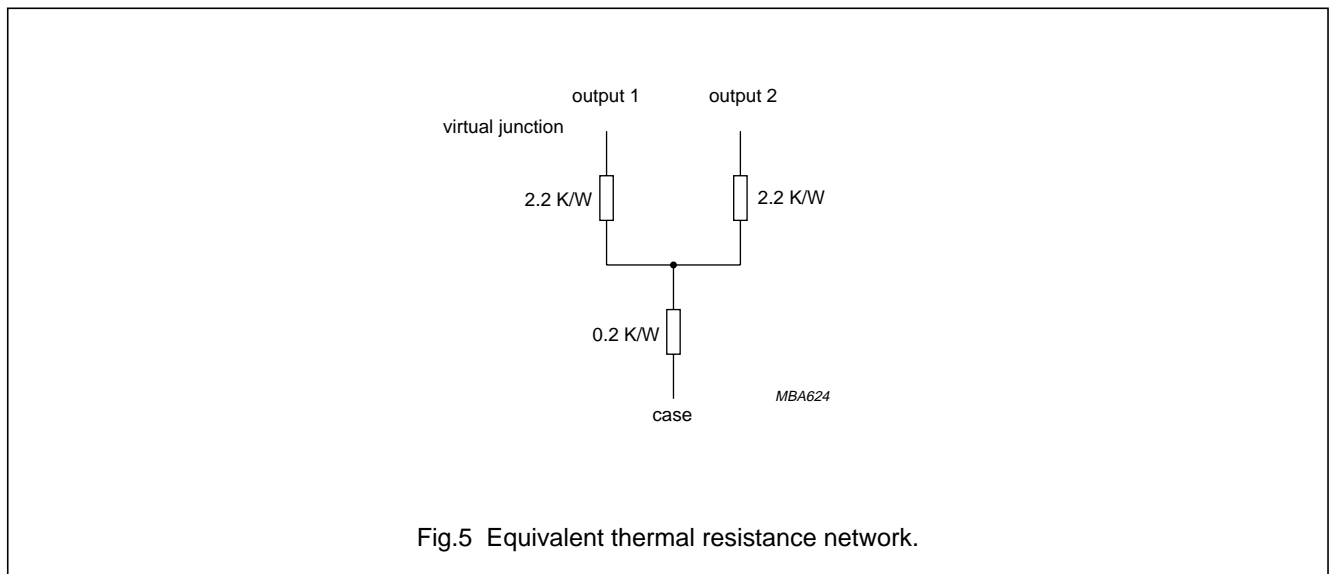 output 1 output 2
virtual junction
2.2 K/W 2.2 K/W
0.2 K/W
MBA624
case
Fig.5 Equivalent thermal resistance network.